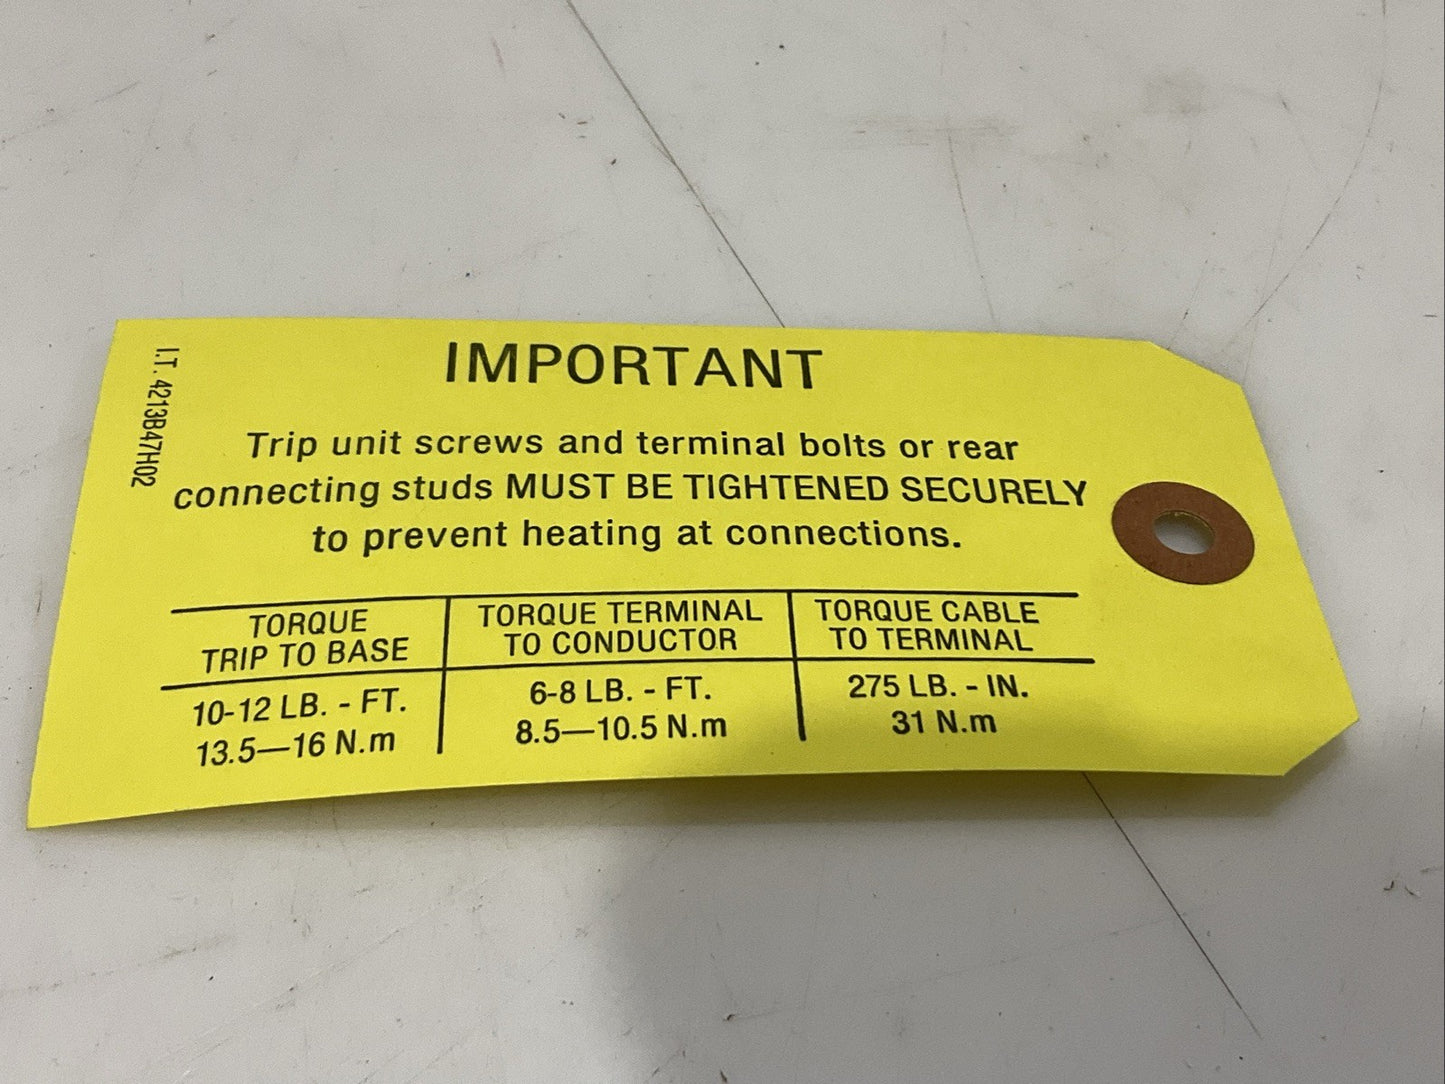 I.T. 4213B47H02
IMPORTANT
Trip unit screws and terminal bolts or rear
connecting studs MUST BE TIGHTENED SECURELY
to prevent heating at connections.
TORQUE
TRIP TO BASE
10-12 LB. - FT.
13.5—16 N.m
TORQUE TERMINAL
TO CONDUCTOR
6-8 LB. - FT.
8.5—10.5 N.m
TORQUE CABLE
TO TERMINAL
275 LB. - IN.
31 N.m